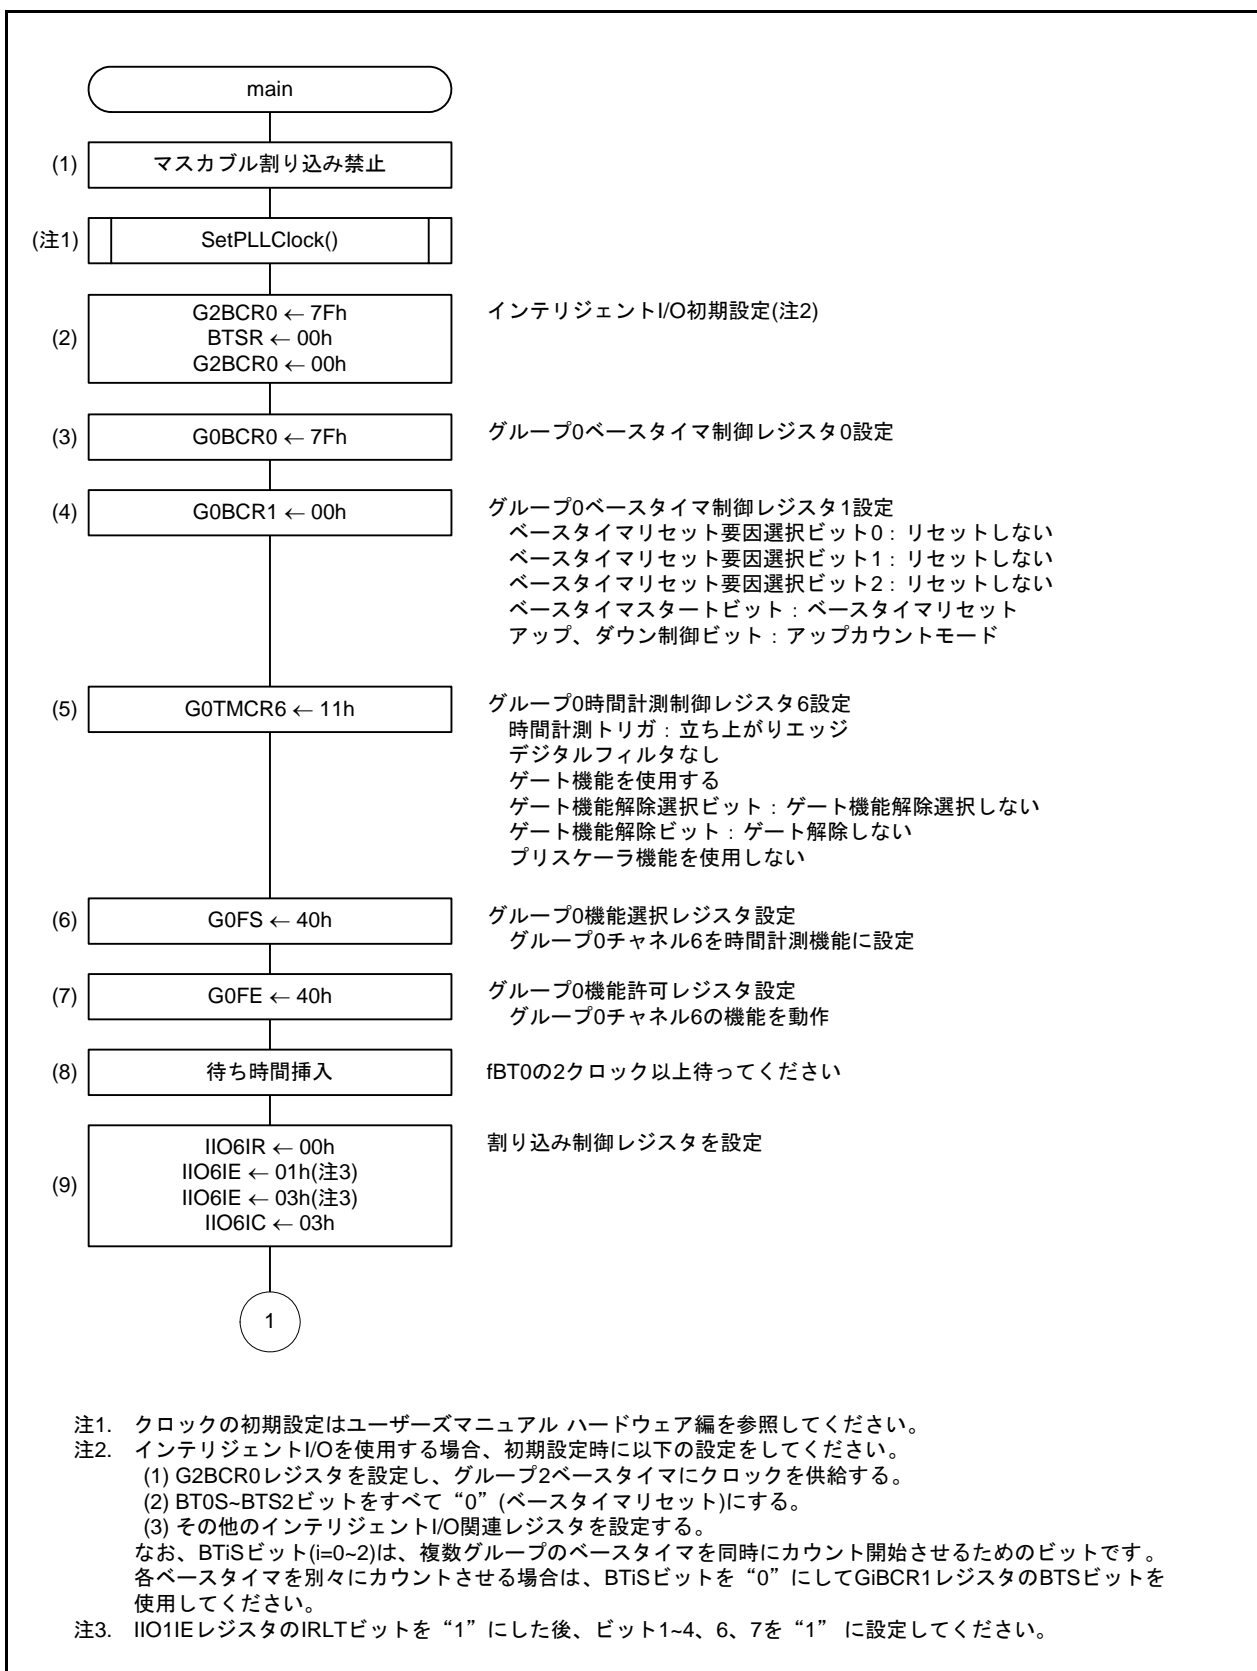 main
(1) マスカブル割り込み禁止
(注1) SetPLLClock()
G2BCR0 ← 7Fh インテリジェントI/O初期設定(注2)
(2) BTSR ← 00h
G2BCR0 ← 00h
(3) G0BCR0 ← 7Fh グループ0ベースタイマ制御レジスタ0設定
(4) G0BCR1 ← 00h グループ0ベースタイマ制御レジスタ1設定
ベースタイマリセット要因選択ビット0：リセットしない
ベースタイマリセット要因選択ビット1：リセットしない
ベースタイマリセット要因選択ビット2：リセットしない
ベースタイマスタートビット：ベースタイマリセット
アップ、ダウン制御ビット：アップカウントモード
(5) G0TMCR6 ← 11h グループ0時間計測制御レジスタ6設定
時間計測トリガ：立ち上がりエッジ
デジタルフィルタなし
ゲート機能を使用する
ゲート機能解除選択ビット：ゲート機能解除選択しない
ゲート機能解除ビット：ゲート解除しない
プリスケーラ機能を使用しない
(6) G0FS ← 40h グループ0機能選択レジスタ設定
グループ0チャネル6を時間計測機能に設定
(7) G0FE ← 40h グループ0機能許可レジスタ設定
グループ0チャネル6の機能を動作
(8) 待ち時間挿入 fBT0の2クロック以上待ってください
IIO6IR ← 00h 割り込み制御レジスタを設定
IIO6IE ← 01h(注3)
(9) IIO6IE ← 03h(注3)
IIO6IC ← 03h
1
注1. クロックの初期設定はユーザーズマニュアル ハードウェア編を参照してください。
注2. インテリジェントI/Oを使用する場合、初期設定時に以下の設定をしてください。
(1) G2BCR0レジスタを設定し、グループ2ベースタイマにクロックを供給する。
(2) BT0S~BTS2ビットをすべて“0”(ベースタイマリセット)にする。
(3) その他のインテリジェントI/O関連レジスタを設定する。
なお、BTiSビット(i=0~2)は、複数グループのベースタイマを同時にカウント開始させるためのビットです。
各ベースタイマを別々にカウントさせる場合は、BTiSビットを“0”にしてGiBCR1レジスタのBTSビットを
使用してください。
注3. IIO1IEレジスタのIRLTビットを“1”にした後、ビット1~4、6、7を“1” に設定してください。